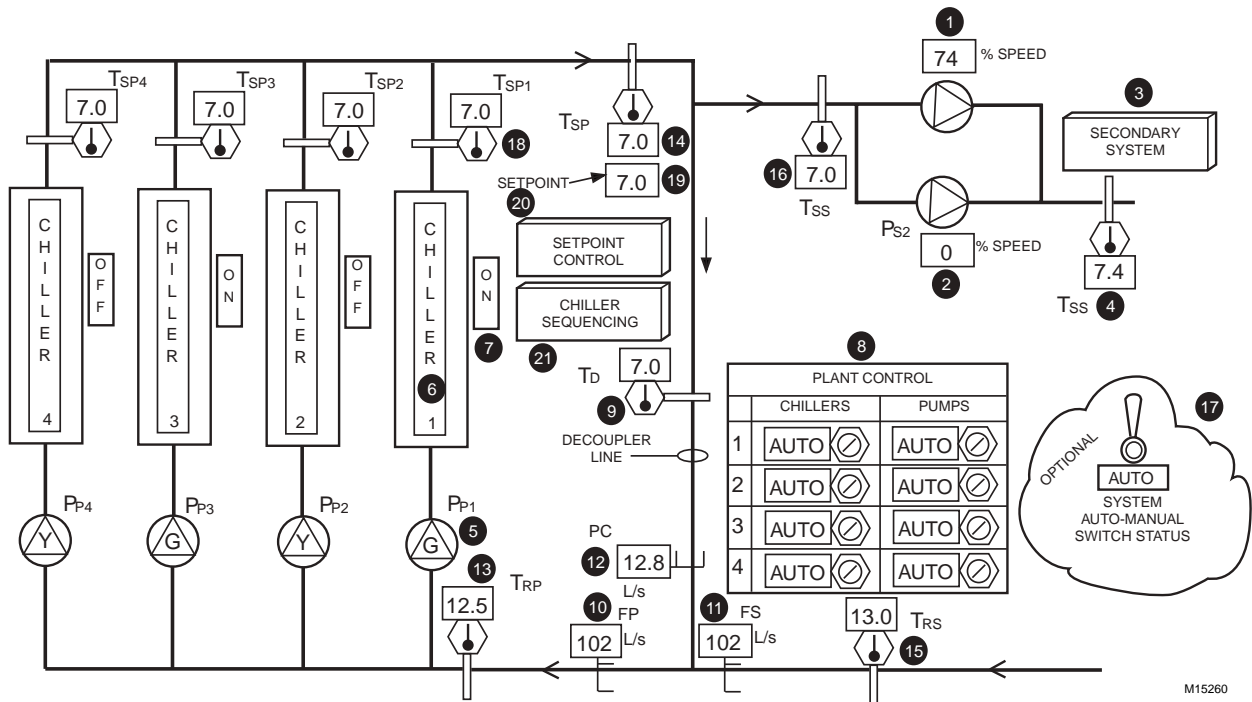 1
74 % SPEED
TSP4
7.0
TSP3
7.0
TSP2
7.0
TSP1
7.0
18
TSP
7.0
14
SETPOINT
7.0
19
16
7.0
TSS
PS2
0 % SPEED
2
3
SECONDARY
SYSTEM
7.4
TSS
4
20
SETPOINT
CONTROL
CHILLER
SEQUENCING
21
CHILLER
4
OFF
CHILLER
3
ON
CHILLER
2
OFF
CHILLER
6
1
ON
7
TD
7.0
9
DECOUPLER
LINE
8
PLANT CONTROL
CHILLERS PUMPS
1 AUTO AUTO
2 AUTO AUTO
3 AUTO AUTO
4 AUTO AUTO
17
OPTIONAL
AUTO
SYSTEM
AUTO-MANUAL
SWITCH STATUS
PP4
Y
PP3
G
PP2
Y
PP1
G
5
13
TRP
12.5
PC
12
12.8
L/s
10
FP
102 L/s
11
FS
102 L/s
13.0
TRS
15
M15260